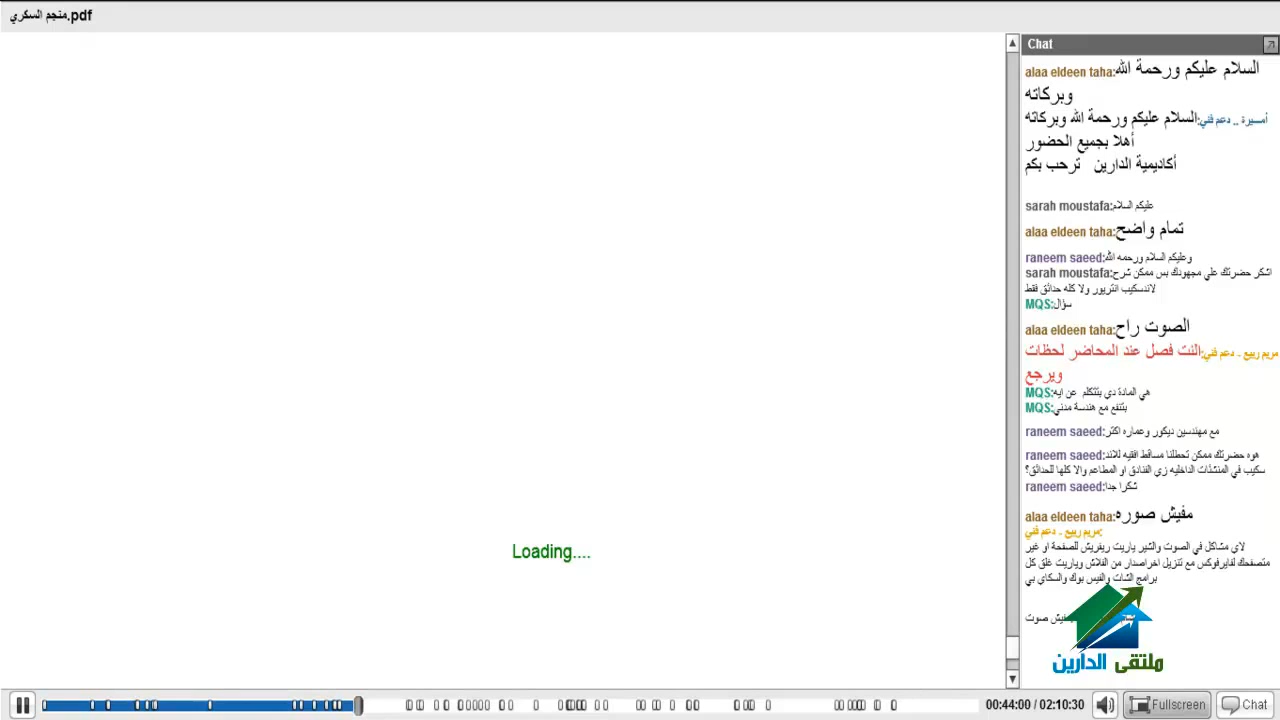 منجم السكري.pdf
Chat
alaa eldeen taha:السلام عليكم ورحمة الله
وبركاته
أميرة .. دعم فني:السلام عليكم ورحمة الله وبركاته
أهلا بجميع الحضور
أكاديمية الدارين ترحب بكم
sarah moustafa:عليكم السلام
alaa eldeen taha:تمام واضح
raneem saeed:وعليكم السلام ورحمه الله
sarah moustafa:اشكر حضرتك علي مجهودك بس ممكن شرح
لاندسكيب انتريور ولا كله حدائق فقط
MQS:سؤال
alaa eldeen taha:الصوت راح
مريم ربيع - دعم فني:النت فصل عند المحاضر لحظات
ويرجع
MQS:هي المادة دي بتتكلم عن ايه
MQS:بتنفع مع هندسة مدني
raneem saeed:مع مهندسين ديكور وعماره اكتر
raneem saeed:هوه حضرتك ممكن تحطلنا مساقط افقيه للاند
سكيب في المنشئات الداخليه زي الفنادق او المطاعم والا كلها للحدائق؟
raneem saeed:شكرا جدا
alaa eldeen taha:مفيش صوره
مريم ربيع - دعم فني:
لاي مشاكل في الصوت والشير ياريت ريفريش للصفحة او غير
متصفحك لفايرفوكس مع تنزيل اخراصدار من الفلاش وياريت غلق كل
برامج الشات والفيس بوك والسكاي بي
مفيش صوت
ملتقى الدارين
Loading....
00:44:00 / 02:10:30
Fullscreen
Chat